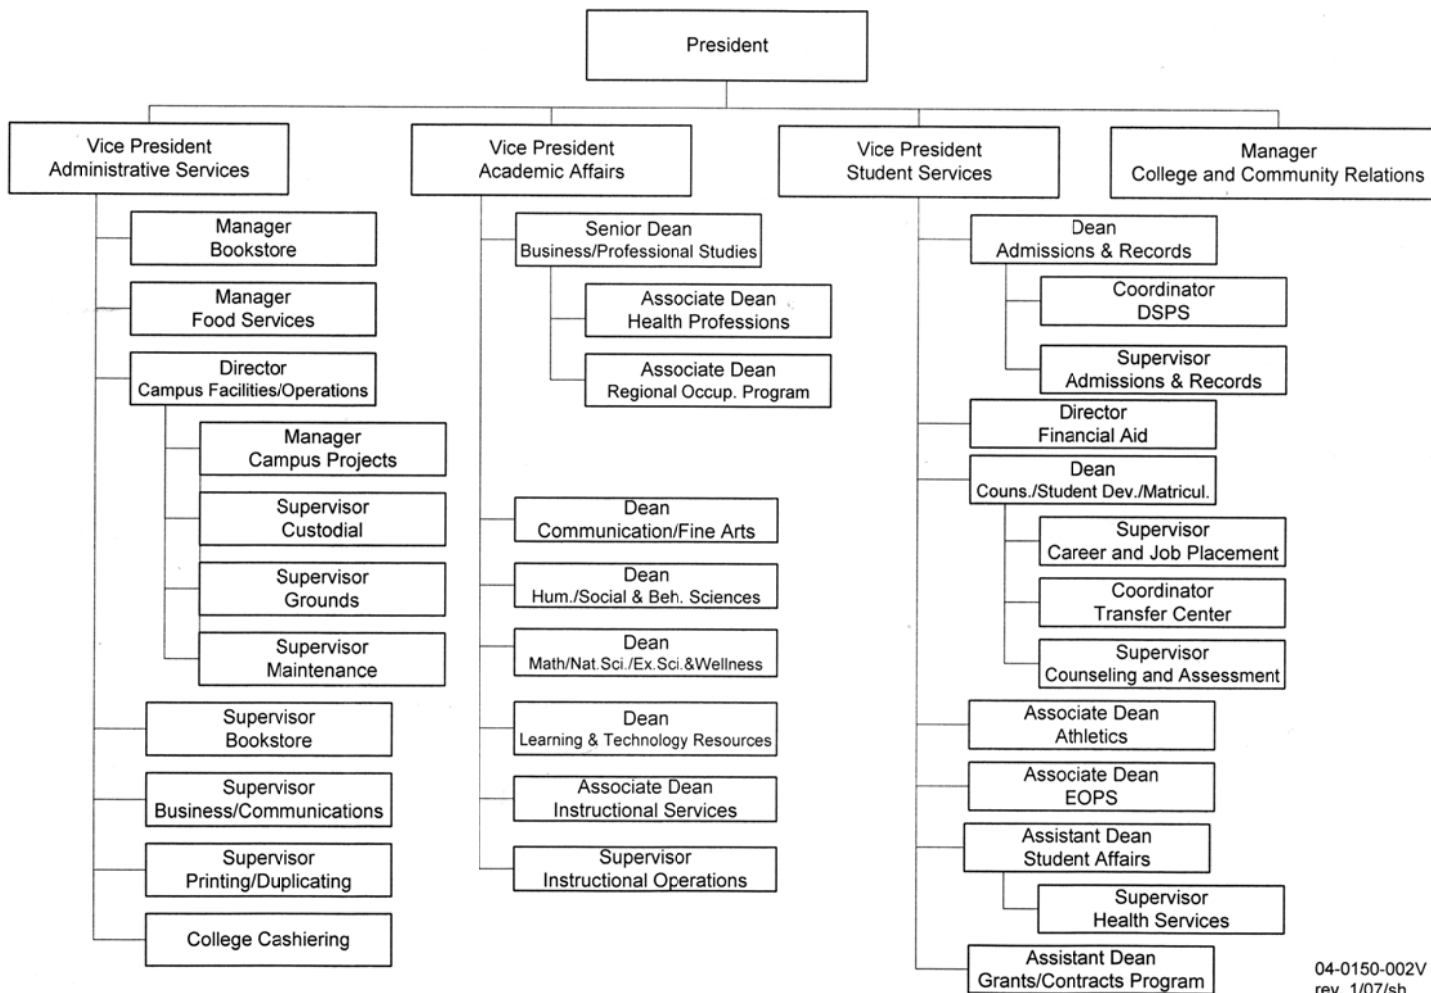 President
Vice President
Administrative Services
Manager
Bookstore
Manager
Food Services
Director
Campus Facilities/Operations
Manager
Campus Projects
Supervisor
Custodial
Supervisor
Grounds
Supervisor
Maintenance
Supervisor
Bookstore
Supervisor
Business/Communications
Supervisor
Printing/Duplicating
College Cashiering
Vice President
Academic Affairs
Senior Dean
Business/Professional Studies
Associate Dean
Health Professions
Associate Dean
Regional Occup. Program
Dean
Communication/Fine Arts
Dean
Hum./Social & Beh. Sciences
Dean
Math/Nat.Sci./Ex.Sci.&Wellness
Dean
Learning & Technology Resources
Associate Dean
Instructional Services
Supervisor
Instructional Operations
Vice President
Student Services
Dean
Admissions & Records
Coordinator
DSPS
Supervisor
Admissions & Records
Director
Financial Aid
Dean
Couns./Student Dev./Matricul.
Supervisor
Career and Job Placement
Coordinator
Transfer Center
Supervisor
Counseling and Assessment
Associate Dean
Athletics
Associate Dean
EOPS
Assistant Dean
Student Affairs
Supervisor
Health Services
Assistant Dean
Grants/Contracts Program
Manager
College and Community Relations
04-0150-002V
rev. 1/07/sh